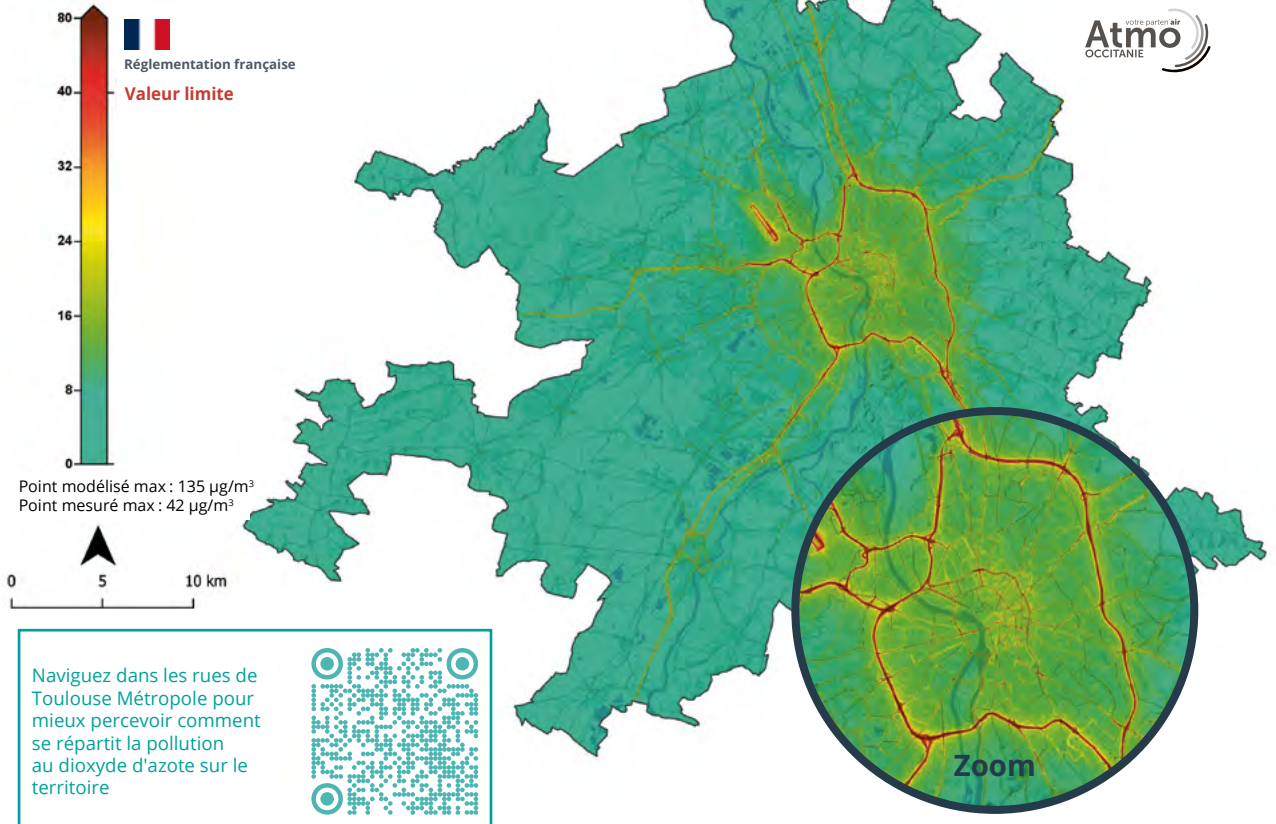 80
Réglementation française
Valeur limite
40
32
24
16
8
0
votre parten'air
Atmo
OCCITANIE
Point modélisé max : 135 µg/m³
Point mesuré max : 42 µg/m³
0 5 10 km
Naviguez dans les rues de
Toulouse Métropole pour
mieux percevoir comment
se répartit la pollution
au dioxyde d'azote sur le
territoire
Zoom